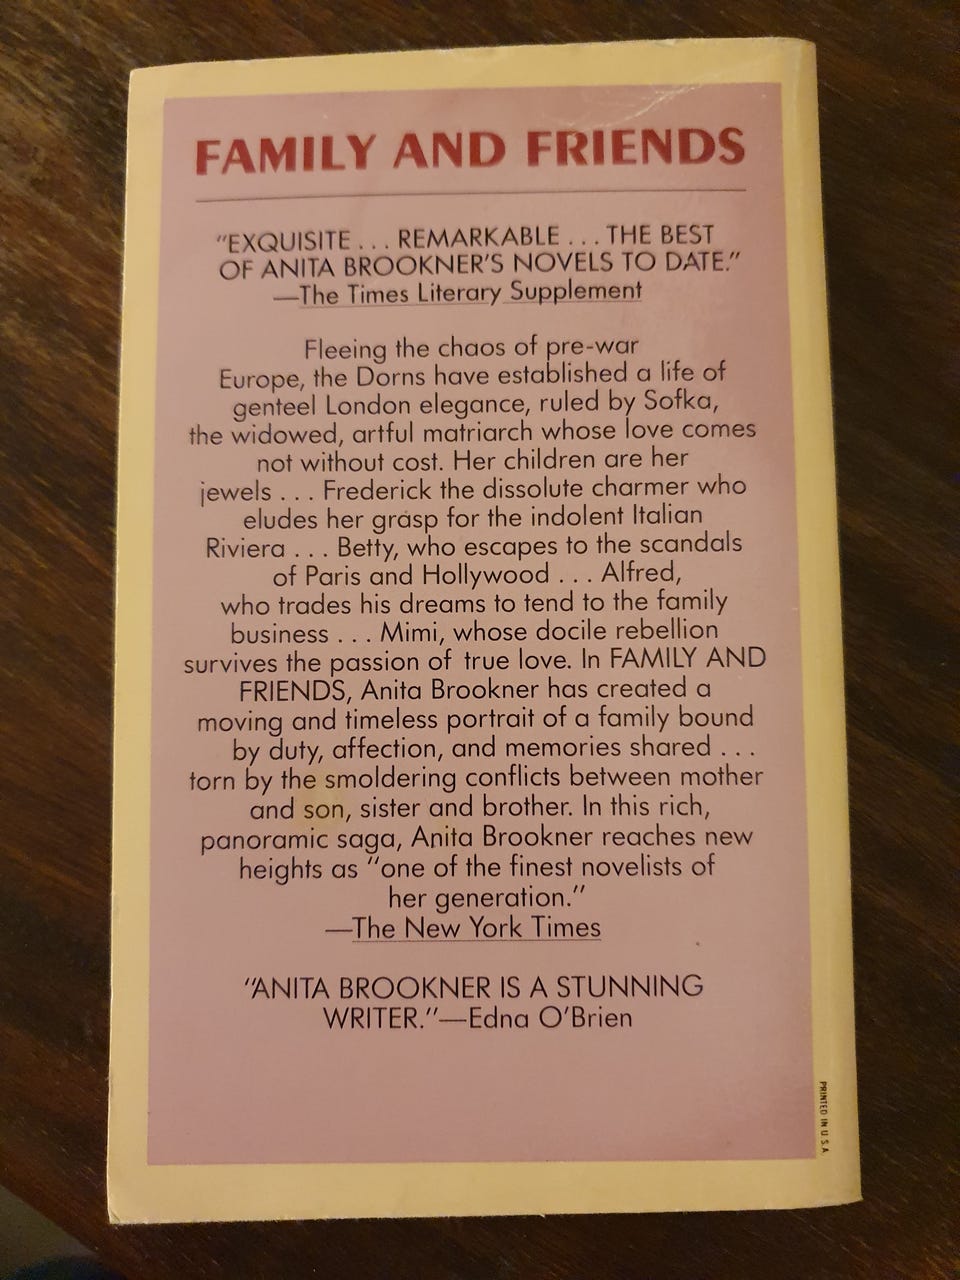 FAMILY AND FRIENDS
"EXQUISITE . . . REMARKABLE . . . THE BEST
OF ANITA BROOKNER'S NOVELS TO DATE."
—The Times Literary Supplement
Fleeing the chaos of pre-war
Europe, the Dorns have established a life of
genteel London elegance, ruled by Sofka,
the widowed, artful matriarch whose love comes
not without cost. Her children are her
jewels . . . Frederick the dissolute charmer who
eludes her grasp for the indolent Italian
Riviera . . . Betty, who escapes to the scandals
of Paris and Hollywood . . . Alfred,
who trades his dreams to tend to the family
business . . . Mimi, whose docile rebellion
survives the passion of true love. In FAMILY AND
FRIENDS, Anita Brookner has created a
moving and timeless portrait of a family bound
by duty, affection, and memories shared . . .
torn by the smoldering conflicts between mother
and son, sister and brother. In this rich,
panoramic saga, Anita Brookner reaches new
heights as "one of the finest novelists of
her generation."
—The New York Times
"ANITA BROOKNER IS A STUNNING
WRITER."—Edna O'Brien
PRINTED IN U.S.A.